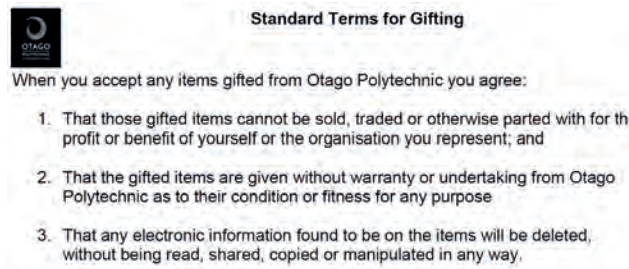 Standard Terms for Gifting
OTAGO
When you accept any items gifted from Otago Polytechnic you agree:
1. That those gifted items cannot be sold, traded or otherwise parted with for th
profit or benefit of yourself or the organisation you represent; and
2. That the gifted items are given without warranty or undertaking from Otago
Polytechnic as to their condition or fitness for any purpose
3. That any electronic information found to be on the items will be deleted,
without being read, shared, copied or manipulated in any way.